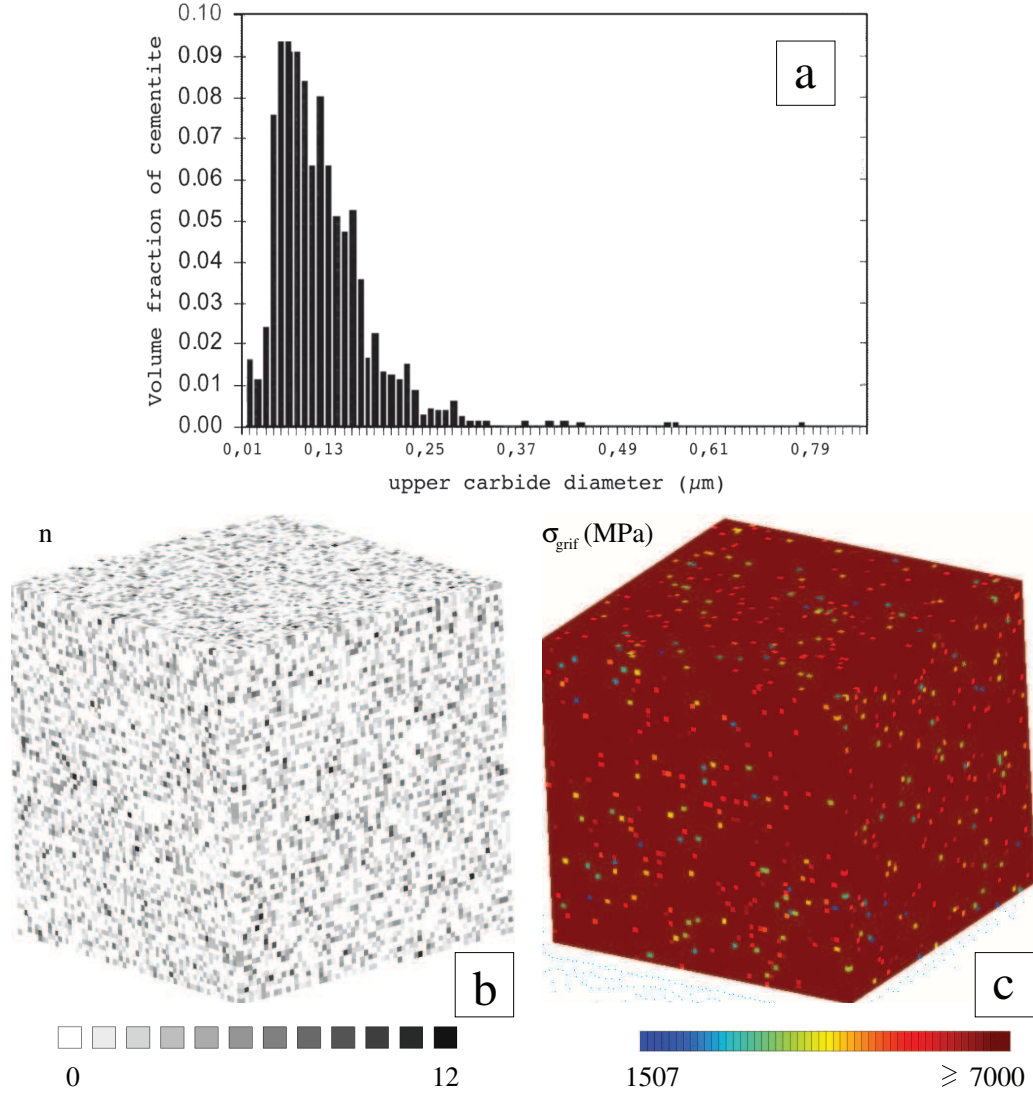 0.10
0.09
0.08
0.07
0.06
0.05
0.04
0.03
0.02
0.01
0.00
Volume fraction of cementite
a
0,01 0,13 0,25 0,37 0,49 0,61 0,79
upper carbide diameter (µm)
n
σgrif (MPa)
b
c
0 12
1507 ⩾ 7000